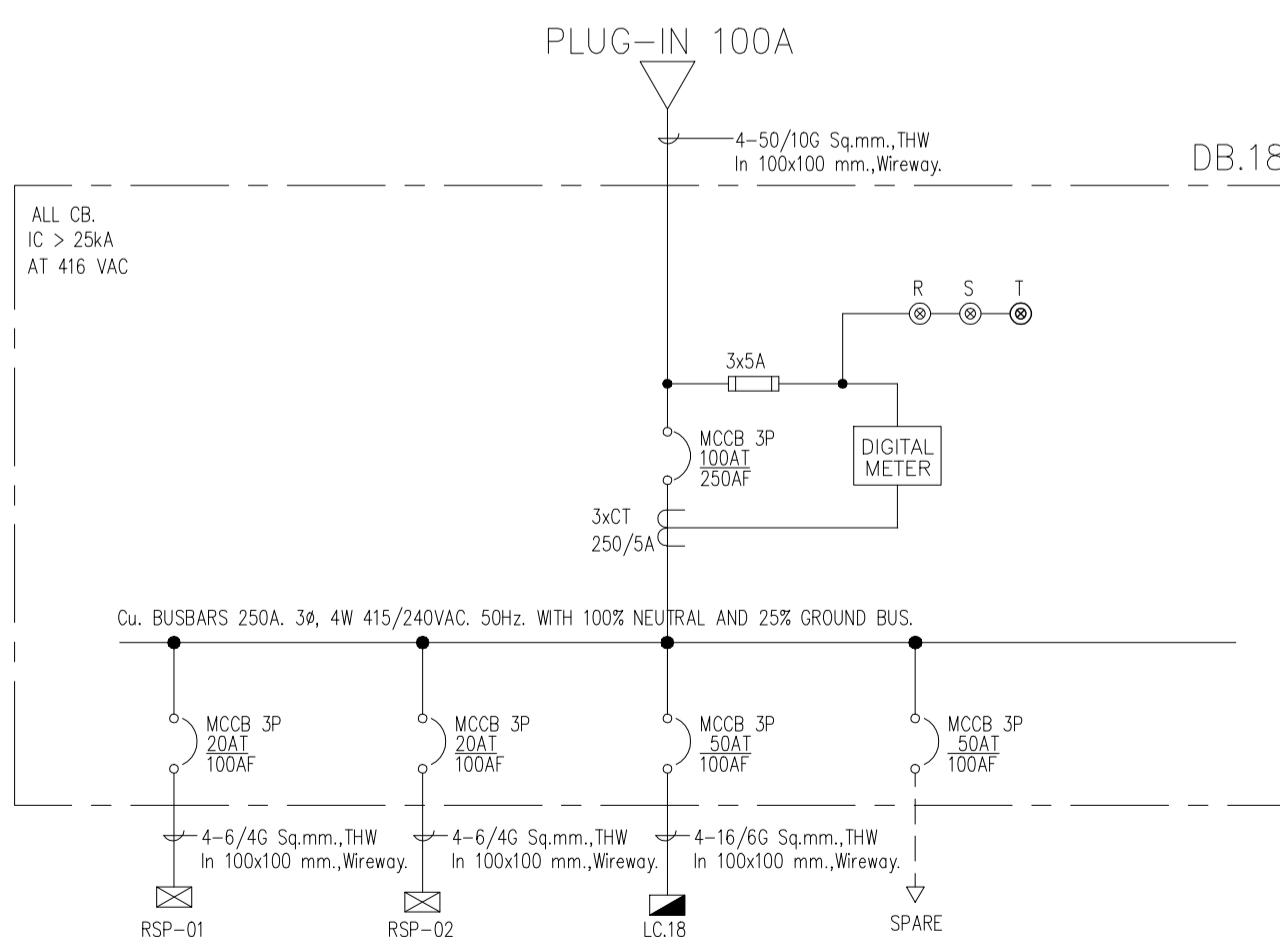 PLUG-IN 100A
4-50/10G Sq.mm.,THW
In 100x100 mm.,Wireway.
DB.18
ALL CB.
IC > 25kA
AT 416 VAC
R S T
3x5A
MCCB 3P
100AT
250AF
DIGITAL
METER
3xCT
250/5A
Cu. BUSBARS 250A. 3ø, 4W 415/240VAC. 50Hz. WITH 100% NEUTRAL AND 25% GROUND BUS.
MCCB 3P
20AT
100AF
MCCB 3P
20AT
100AF
MCCB 3P
50AT
100AF
MCCB 3P
50AT
100AF
4-6/4G Sq.mm.,THW
In 100x100 mm.,Wireway.
4-6/4G Sq.mm.,THW
In 100x100 mm.,Wireway.
4-16/6G Sq.mm.,THW
In 100x100 mm.,Wireway.
RSP-01
RSP-02
LC.18
SPARE